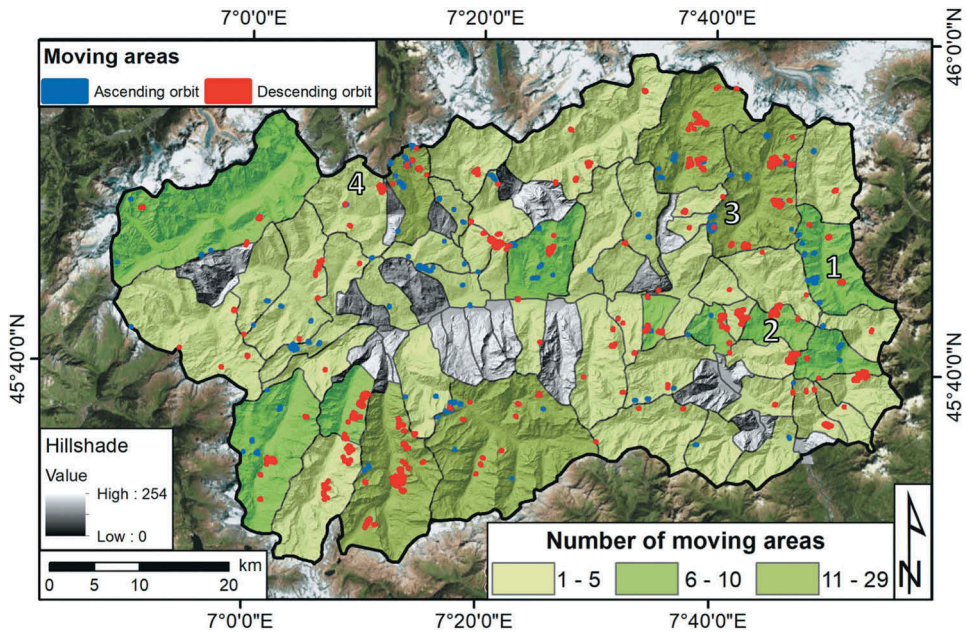 7°0'0"E 7°20'0"E 7°40'0"E
Moving areas
Ascending orbit Descending orbit
46°0'0"N
4
3
1
2
45°40'0"N
45°40'0"N
Hillshade
Value
High : 254
Low : 0
km
0 5 10 20
Number of moving areas
1 - 5 6 - 10 11 - 29
N
7°0'0"E 7°20'0"E 7°40'0"E